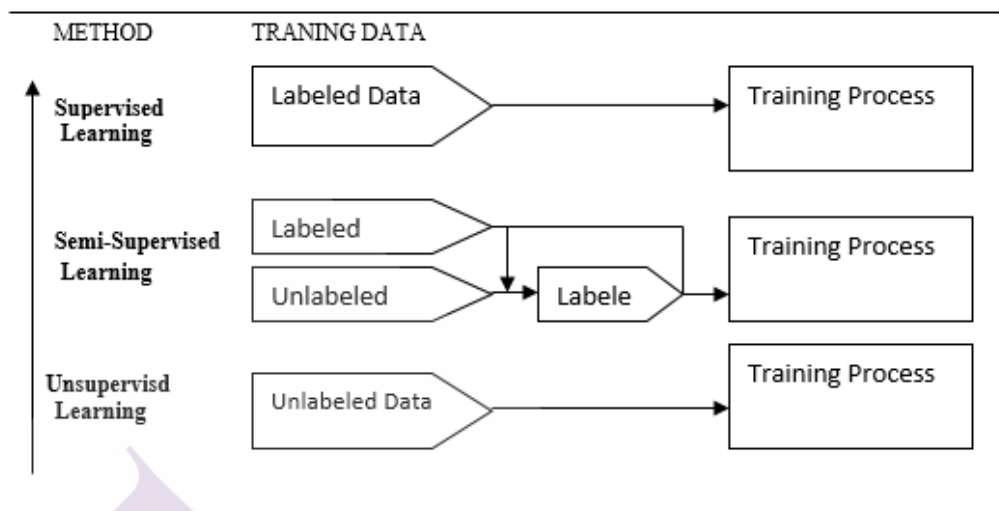 METHOD TRANING DATA
Supervised
Learning
Labeled Data
Training Process
Semi-Supervised
Learning
Labeled
Unlabeled
Labele
Training Process
Unsupervisd
Learning
Unlabeled Data
Training Process